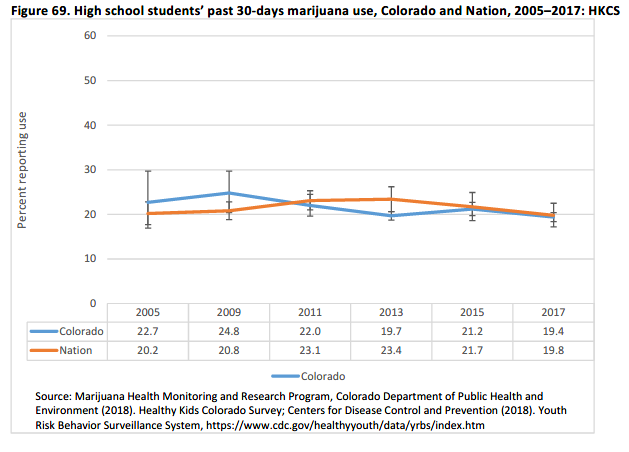 Figure 69. High school students’ past 30-days marijuana use, Colorado and Nation, 2005–2017: HKCS
60
50
40
30
20
10
0
Percent reporting use
2005 2009 2011 2013 2015 2017
Colorado 22.7 24.8 22.0 19.7 21.2 19.4
Nation 20.2 20.8 23.1 23.4 21.7 19.8
Colorado
Source: Marijuana Health Monitoring and Research Program, Colorado Department of Public Health and
Environment (2018). Healthy Kids Colorado Survey; Centers for Disease Control and Prevention (2018). Youth
Risk Behavior Surveillance System, https://www.cdc.gov/healthyyouth/data/yrbs/index.htm